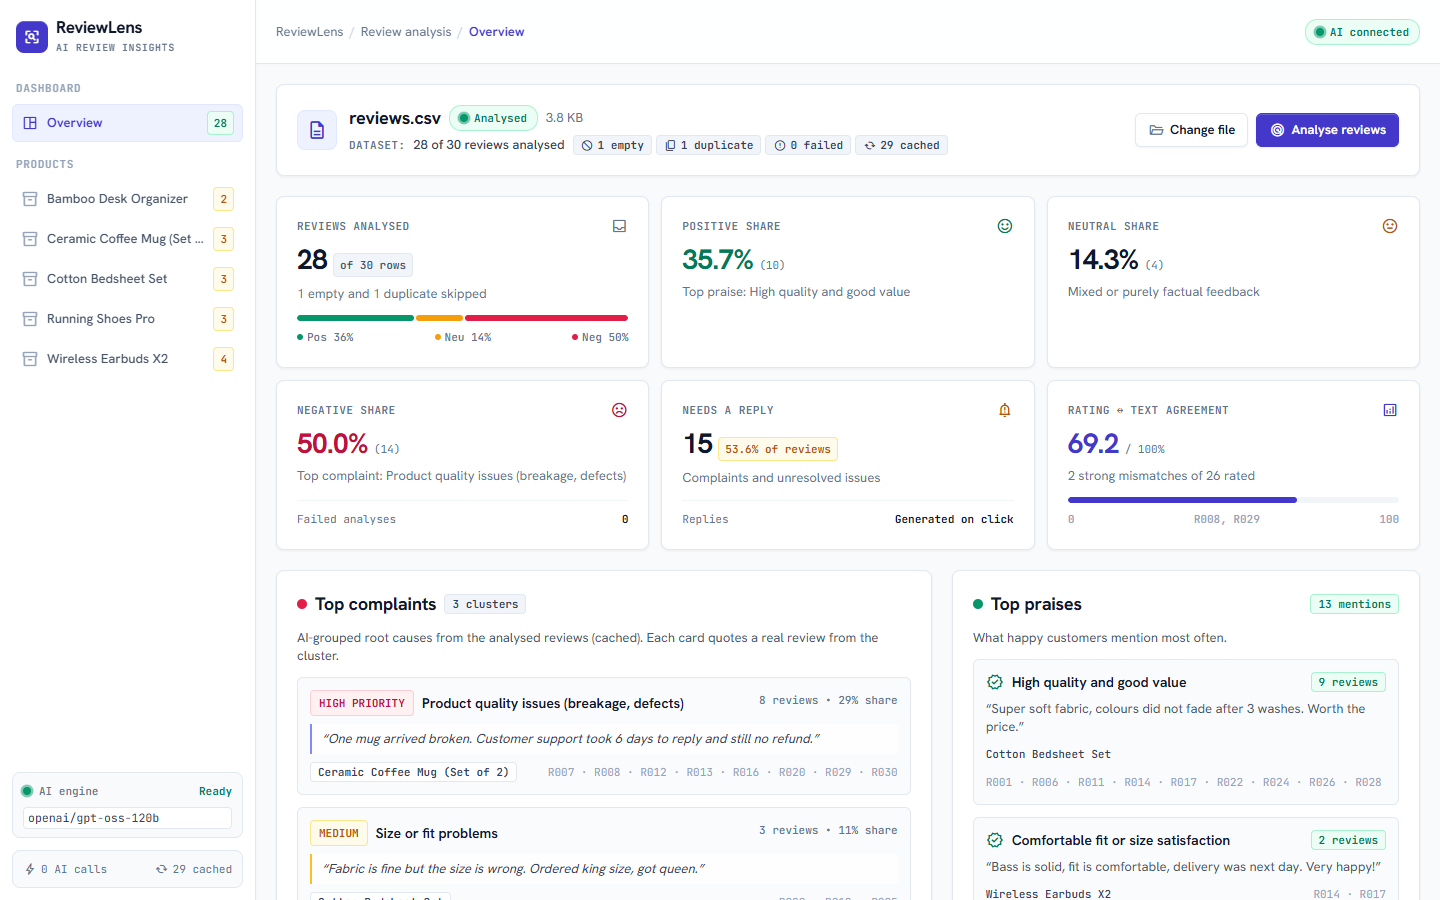 ReviewLens
AI REVIEW INSIGHTS
DASHBOARD
Overview 28
PRODUCTS
Bamboo Desk Organizer 2
Ceramic Coffee Mug (Set ... 3
Cotton Bedsheet Set 3
Running Shoes Pro 3
Wireless Earbuds X2 4
AI engine Ready
openai/gpt-oss-120b
0 AI calls 29 cached
ReviewLens / Review analysis / Overview
AI connected
reviews.csv Analysed 3.8 KB
DATASET: 28 of 30 reviews analysed 1 empty 1 duplicate 0 failed 29 cached
Change file
Analyse reviews
REVIEWS ANALYSED
28 of 30 rows
1 empty and 1 duplicate skipped
Pos 36% Neu 14% Neg 50%
POSITIVE SHARE
35.7% (10)
Top praise: High quality and good value
NEUTRAL SHARE
14.3% (4)
Mixed or purely factual feedback
NEGATIVE SHARE
50.0% (14)
Top complaint: Product quality issues (breakage, defects)
Failed analyses 0
NEEDS A REPLY
15 53.6% of reviews
Complaints and unresolved issues
Replies Generated on click
RATING ↔ TEXT AGREEMENT
69.2 / 100%
2 strong mismatches of 26 rated
0 R008, R029 100
Top complaints 3 clusters
AI-grouped root causes from the analysed reviews (cached). Each card quotes a real review from the
cluster.
HIGH PRIORITY Product quality issues (breakage, defects) 8 reviews • 29% share
“One mug arrived broken. Customer support took 6 days to reply and still no refund.”
Ceramic Coffee Mug (Set of 2) R007 · R008 · R012 · R013 · R016 · R020 · R029 · R030
MEDIUM Size or fit problems 3 reviews • 11% share
“Fabric is fine but the size is wrong. Ordered king size, got queen.”
Top praises 13 mentions
What happy customers mention most often.
High quality and good value 9 reviews
“Super soft fabric, colours did not fade after 3 washes. Worth the
price.”
Cotton Bedsheet Set
R001 · R006 · R011 · R014 · R017 · R022 · R024 · R026 · R028
Comfortable fit or size satisfaction 2 reviews
“Bass is solid, fit is comfortable, delivery was next day. Very happy!”
Wireless Earbuds X2 R014 · R017